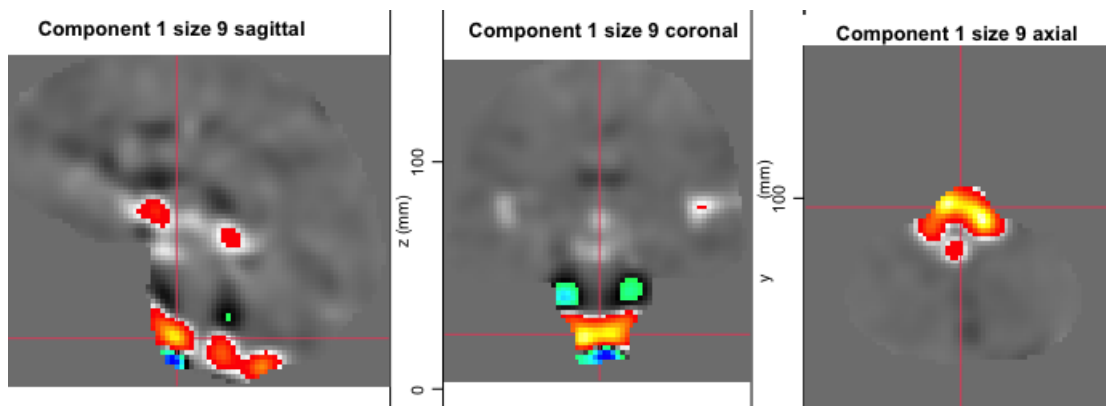 Component 1 size 9 sagittal
Component 1 size 9 coronal
Component 1 size 9 axial
z (mm)
0
100
y (mm)
100